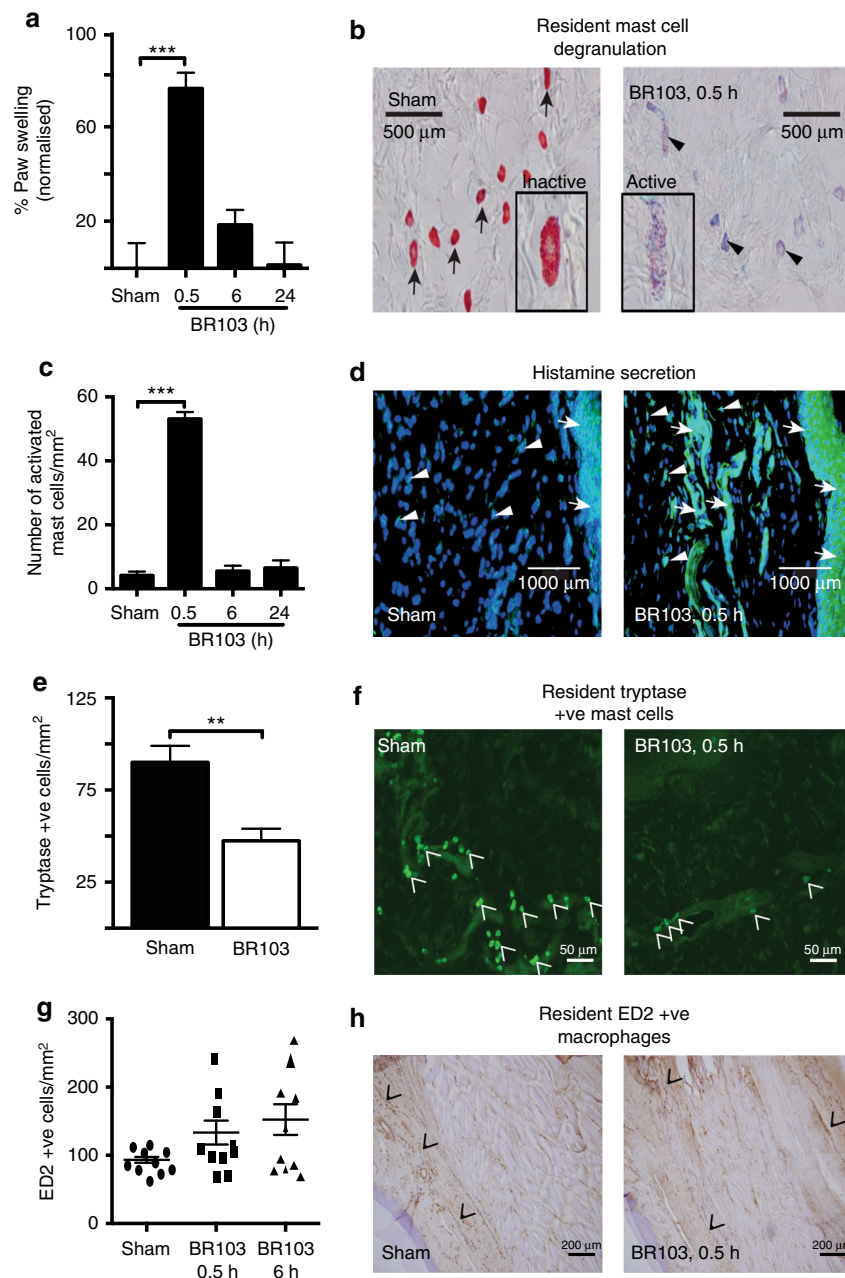 a
100
60
20
% Paw swelling
(normalised)
***
Sham
0.5
6
24
BR103 (h)
b
Resident mast cell
degranulation
Sham
500 μm
Inactive
BR103, 0.5 h
500 μm
Active
c
60
40
20
0
Number of activated
mast cells/mm²
***
Sham
0.5
6
24
BR103 (h)
d
Histamine secretion
1000 μm
Sham
1000 μm
BR103, 0.5 h
e
125
75
25
Tryptase +ve cells/mm²
**
Sham
BR103
f
Resident tryptase
+ve mast cells
Sham
50 μm
BR103, 0.5 h
50 μm
g
300
200
100
0
ED2 +ve cells/mm²
Sham
BR103
0.5 h
BR103
6 h
h
Resident ED2 +ve
macrophages
Sham
200 μm
BR103, 0.5 h
200 μm